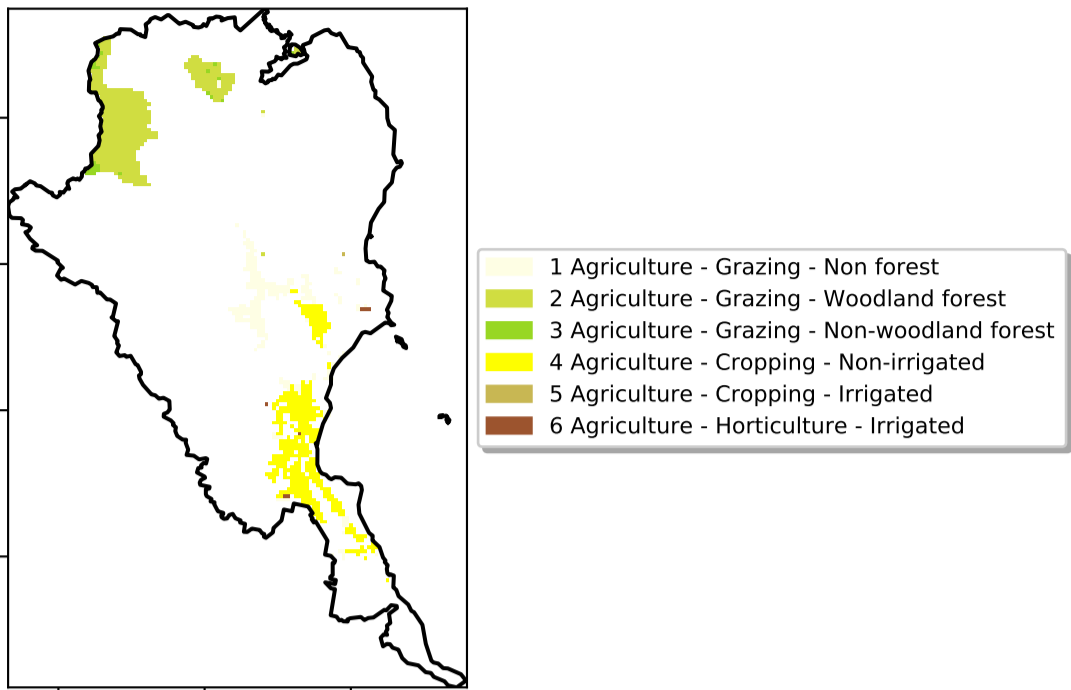 1 Agriculture - Grazing - Non forest
2 Agriculture - Grazing - Woodland forest
3 Agriculture - Grazing - Non-woodland forest
4 Agriculture - Cropping - Non-irrigated
5 Agriculture - Cropping - Irrigated
6 Agriculture - Horticulture - Irrigated